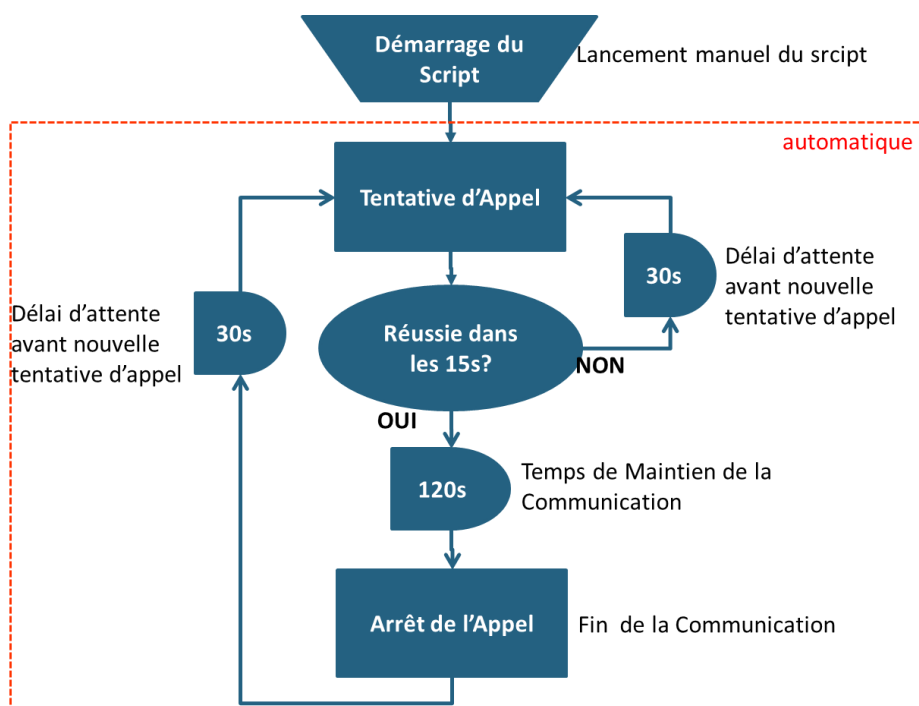 Démarrage du
Script
Lancement manuel du srcipt
automatique
Tentative d'Appel
30s
Délai d'attente
avant nouvelle
tentative d'appel
Délai d'attente
avant nouvelle
tentative d'appel
30s
Réussie dans
les 15s?
NON
OUI
120s
Temps de Maintien de la
Communication
Arrêt de l'Appel
Fin de la Communication